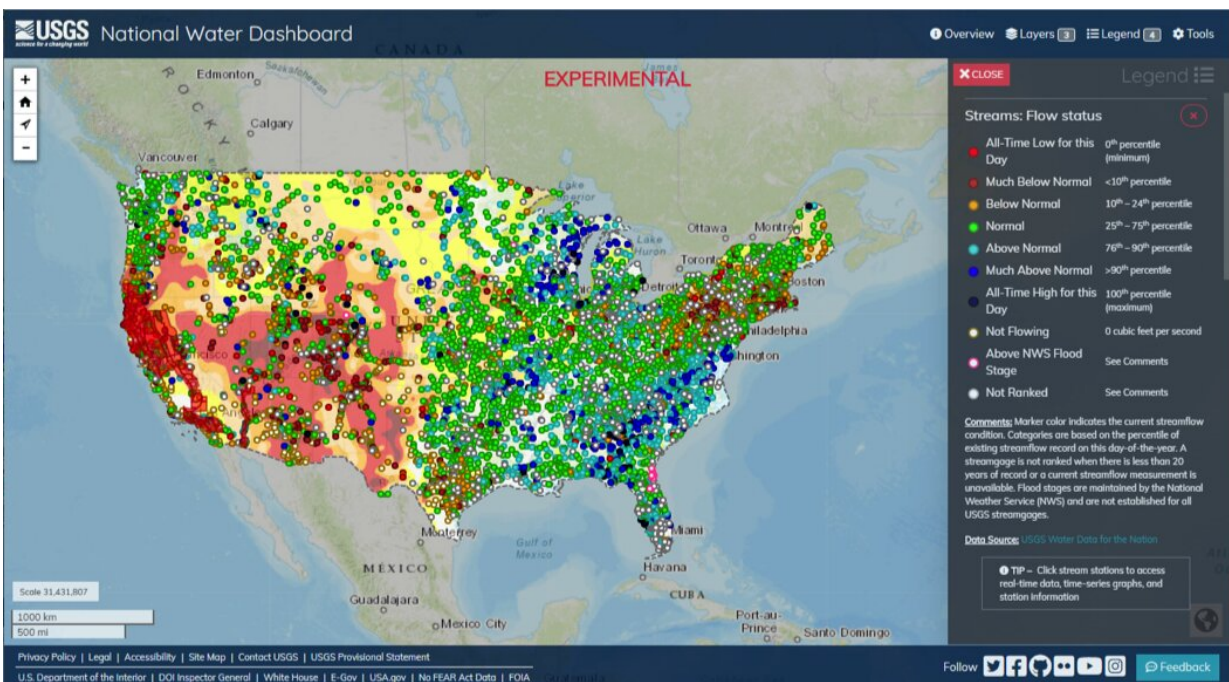 USGS
science for a changing world
National Water Dashboard
Overview
Layers 3
Legend 4
Tools
CANADA
EXPERIMENTAL
Edmonton
ROCKY
Calgary
Vancouver
Lake
Superior
Ottawa
Montreal
Lake
Huron
Toronto
Detroit
Boston
hiladelphia
hington
Monterrey
Miami
Gulf of
Mexico
Havana
MÉXICO
CUBA
Guadalajara
Mexico City
Port-au-
Prince
Santo Domingo
+
-
Scale 31,431,807
1000 km
500 mi
CLOSE
Legend
Streams: Flow status
All-Time Low for this Day 0th percentile (minimum)
Much Below Normal <10th percentile
Below Normal 10th – 24th percentile
Normal 25th – 75th percentile
Above Normal 76th – 90th percentile
Much Above Normal >90th percentile
All-Time High for this Day 100th percentile (maximum)
Not Flowing 0 cubic feet per second
Above NWS Flood Stage See Comments
Not Ranked See Comments
Comments: Marker color indicates the current streamflow
condition. Categories are based on the percentile of
existing streamflow record on this day-of-the-year. A
streamgage is not ranked when there is less than 20
years of record or a current streamflow measurement is
unavailable. Flood stages are maintained by the National
Weather Service (NWS) and are not established for all
USGS streamgages.
Data Source: USGS Water Data for the Nation
TIP – Click stream stations to access
real-time data, time-series graphs, and
station information
Privacy Policy | Legal | Accessibility | Site Map | Contact USGS | USGS Provisional Statement
U.S. Department of the Interior | DOI Inspector General | White House | E-Gov | USA.gov | No FEAR Act Data | FOIA
Follow
Feedback